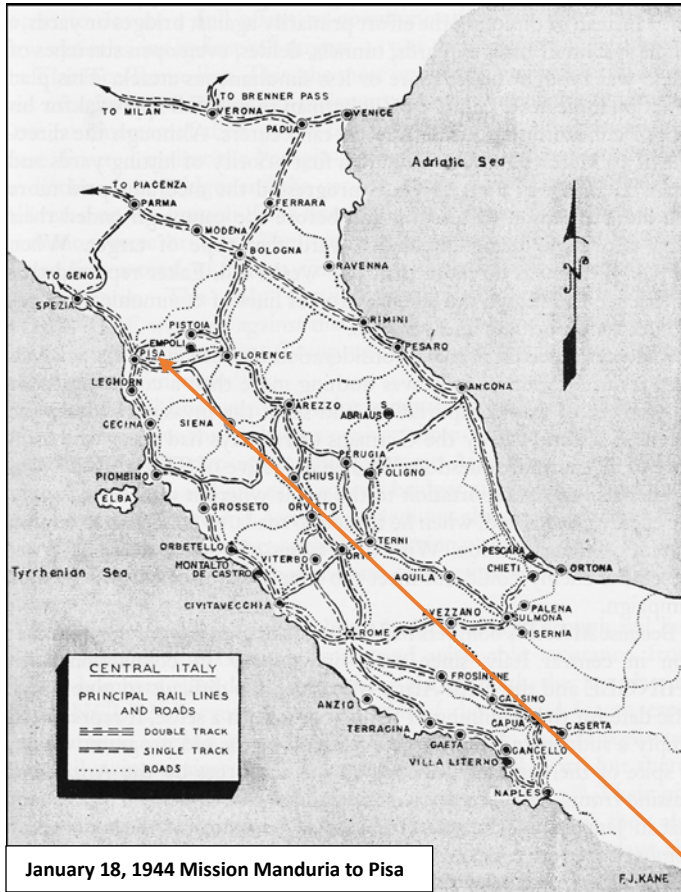 TO BRENNER PASS
TO MILAN
VERONA
VENICE
PADUA
Adriatic Sea
TO PIAGENZA
PARMA
FERRARA
MODENA
BOLOGNA
TO GENOA
RAVENNA
SPEZIA
PISTOIA
RIMINI
EMPOLI
PISA
FLORENCE
PESARO
LEGHORN
ANCONA
AREZZO
S
ABRIAUS
CECINA
SIENA
PERUGIA
PIOMBINO
CHIUSI
FOLIGNO
ELBA
GROSSETO
ORVIETO
ORBETELLO
TERNI
ORTE
PESCARA
Tyrrhenian Sea
MONTALTO
DE CASTRO
VITERBO
CHIETI
ORTONA
AQUILA
CIVITAVECCHIA
PALENA
AVEZZANO
SULMONA
ROME
ISERNIA
CENTRAL ITALY
PRINCIPAL RAIL LINES
AND ROADS
DOUBLE TRACK
SINGLE TRACK
ROADS
FROSINONE
ANZIO
CASSINO
TERRACINA
CAPUA
CASERTA
GAETA
CANCELLO
VILLA LITERNO
NAPLES
January 18, 1944 Mission Manduria to Pisa
F.J.KANE
N